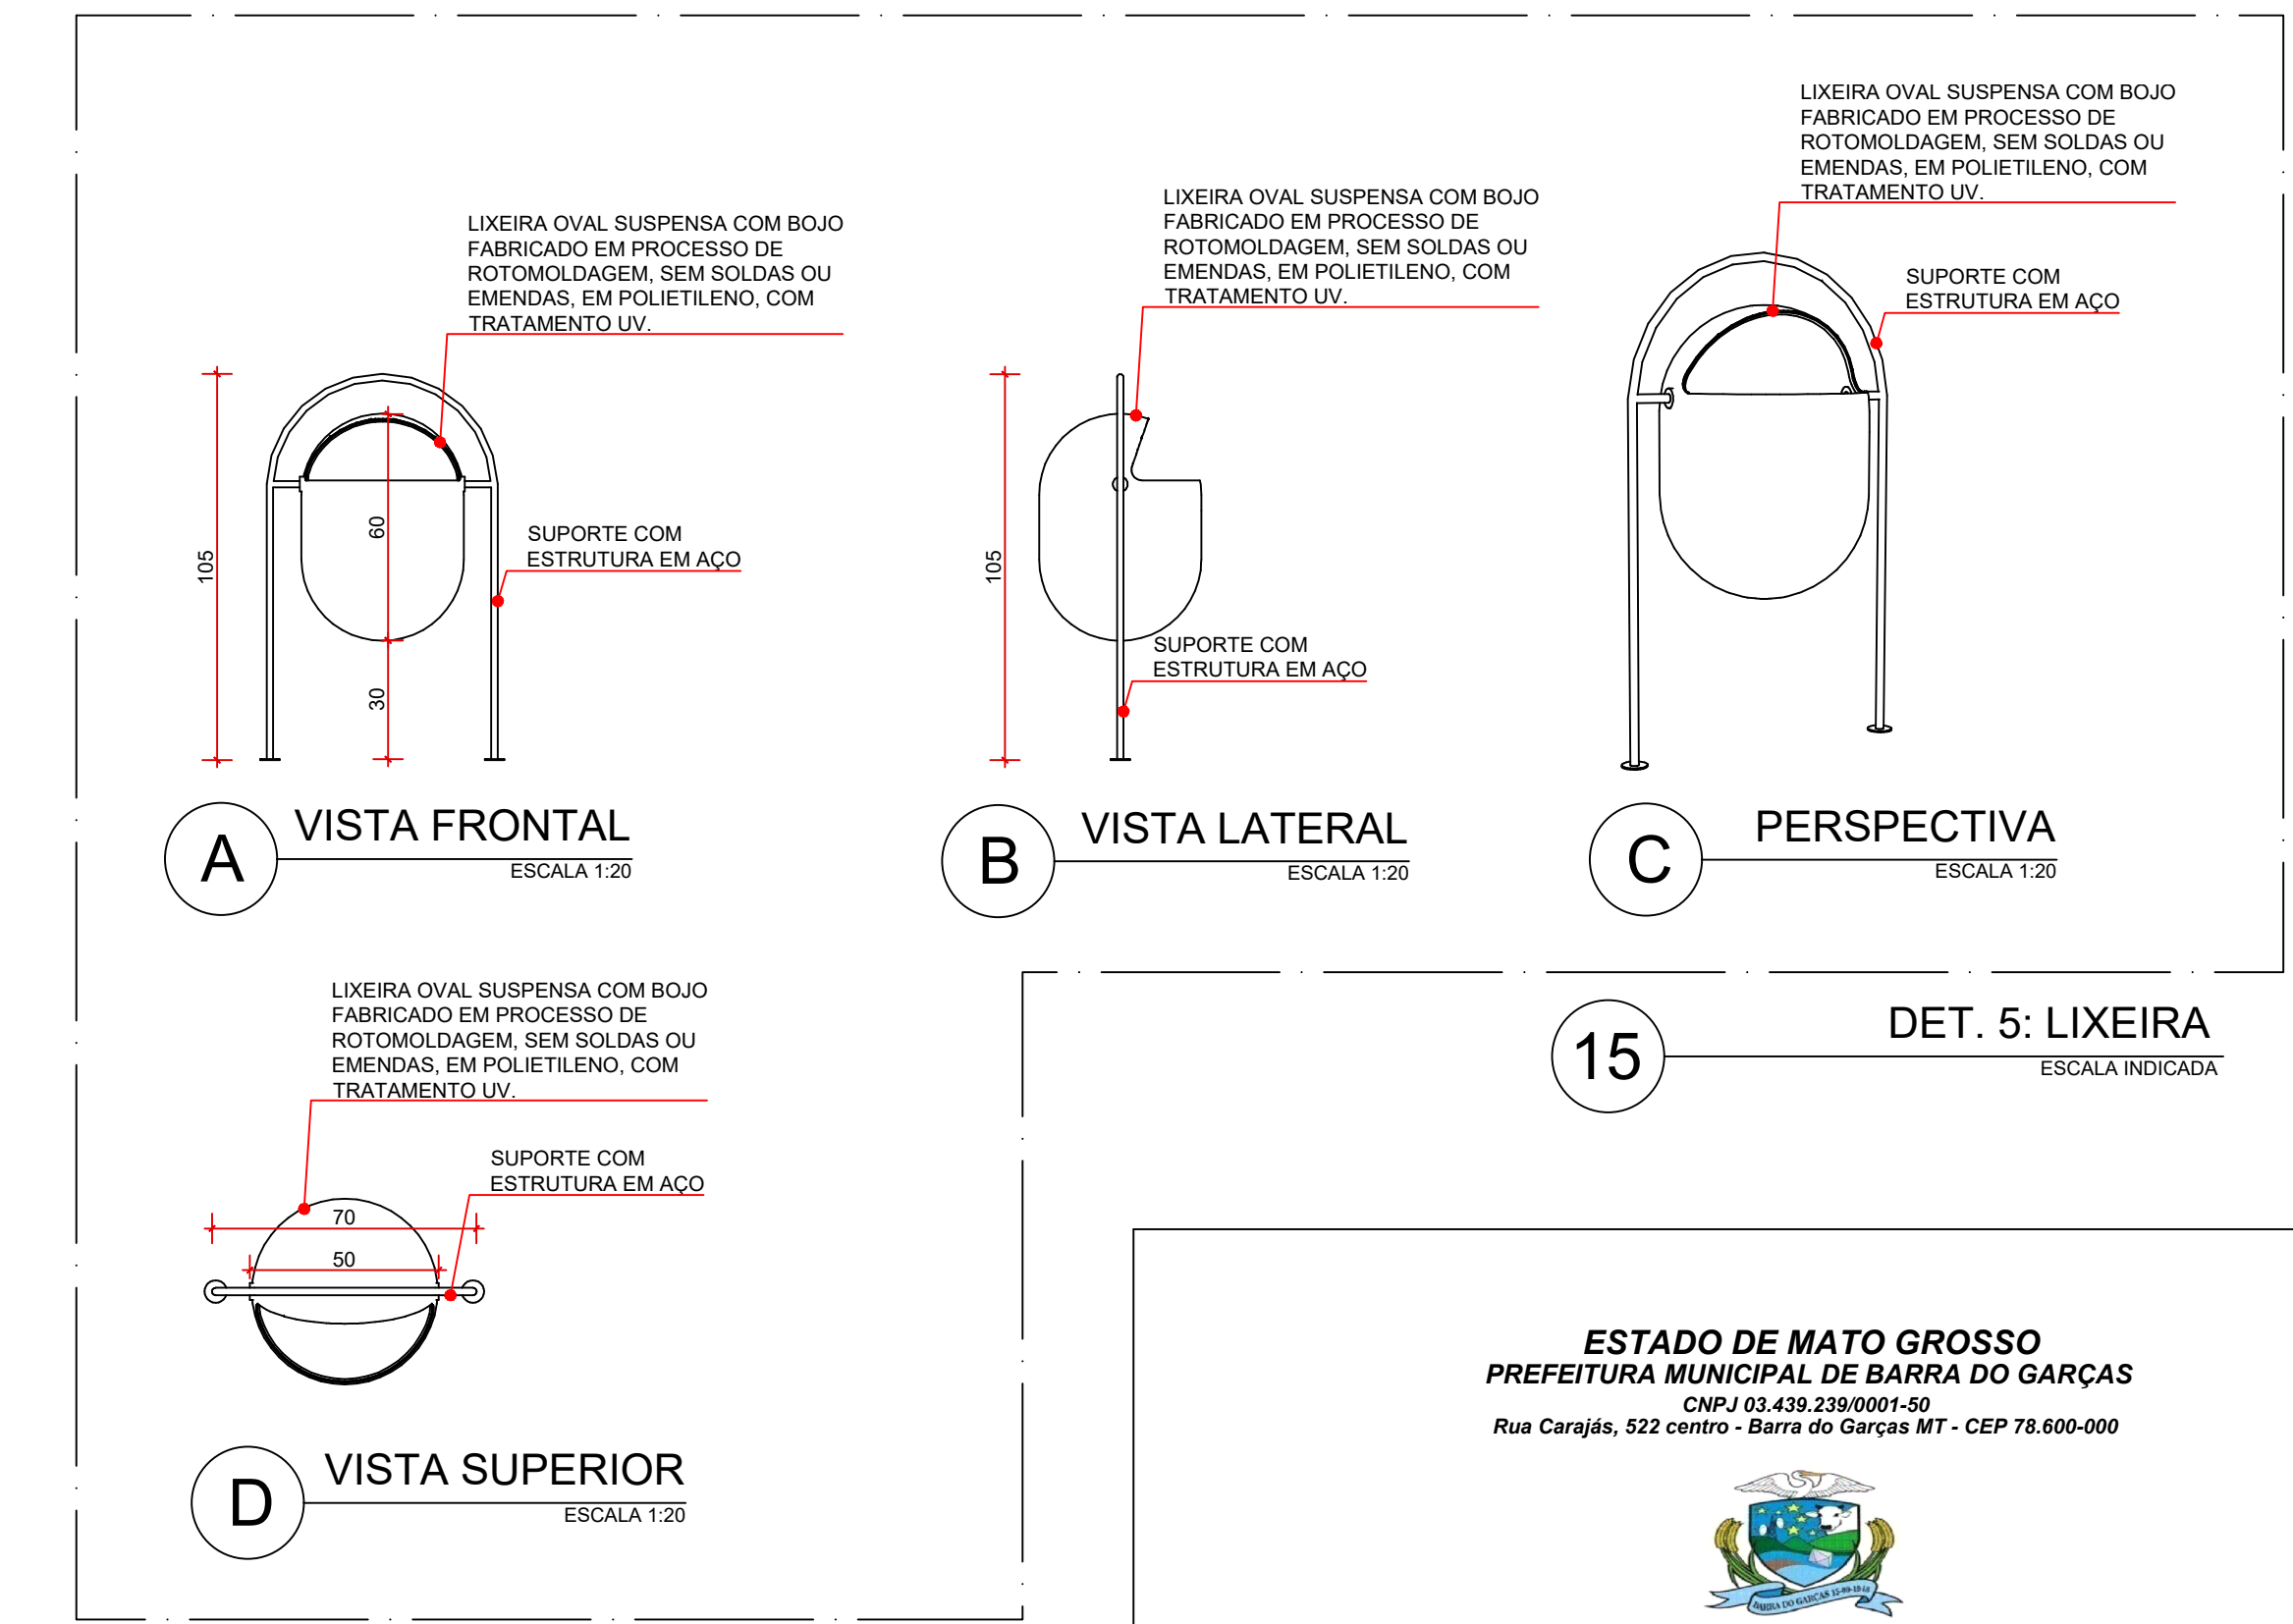 LIXEIRA OVAL SUSPENSA COM BOJO
FABRICADO EM PROCESSO DE
ROTOMOLDAGEM, SEM SOLDAS OU
EMENDAS, EM POLIETILENO, COM
TRATAMENTO UV.
SUPORTE COM
ESTRUTURA EM AÇO
105
60
30
A
VISTA FRONTAL
ESCALA 1:20
LIXEIRA OVAL SUSPENSA COM BOJO
FABRICADO EM PROCESSO DE
ROTOMOLDAGEM, SEM SOLDAS OU
EMENDAS, EM POLIETILENO, COM
TRATAMENTO UV.
105
SUPORTE COM
ESTRUTURA EM AÇO
B
VISTA LATERAL
ESCALA 1:20
LIXEIRA OVAL SUSPENSA COM BOJO
FABRICADO EM PROCESSO DE
ROTOMOLDAGEM, SEM SOLDAS OU
EMENDAS, EM POLIETILENO, COM
TRATAMENTO UV.
SUPORTE COM
ESTRUTURA EM AÇO
C
PERSPECTIVA
ESCALA 1:20
LIXEIRA OVAL SUSPENSA COM BOJO
FABRICADO EM PROCESSO DE
ROTOMOLDAGEM, SEM SOLDAS OU
EMENDAS, EM POLIETILENO, COM
TRATAMENTO UV.
SUPORTE COM
ESTRUTURA EM AÇO
70
50
D
VISTA SUPERIOR
ESCALA 1:20
15
DET. 5: LIXEIRA
ESCALA INDICADA
ESTADO DE MATO GROSSO
PREFEITURA MUNICIPAL DE BARRA DO GARÇAS
CNPJ 03.439.239/0001-50
Rua Carajás, 522 centro - Barra do Garças MT - CEP 78.600-000
BARRA DO GARÇAS 15-09-1948